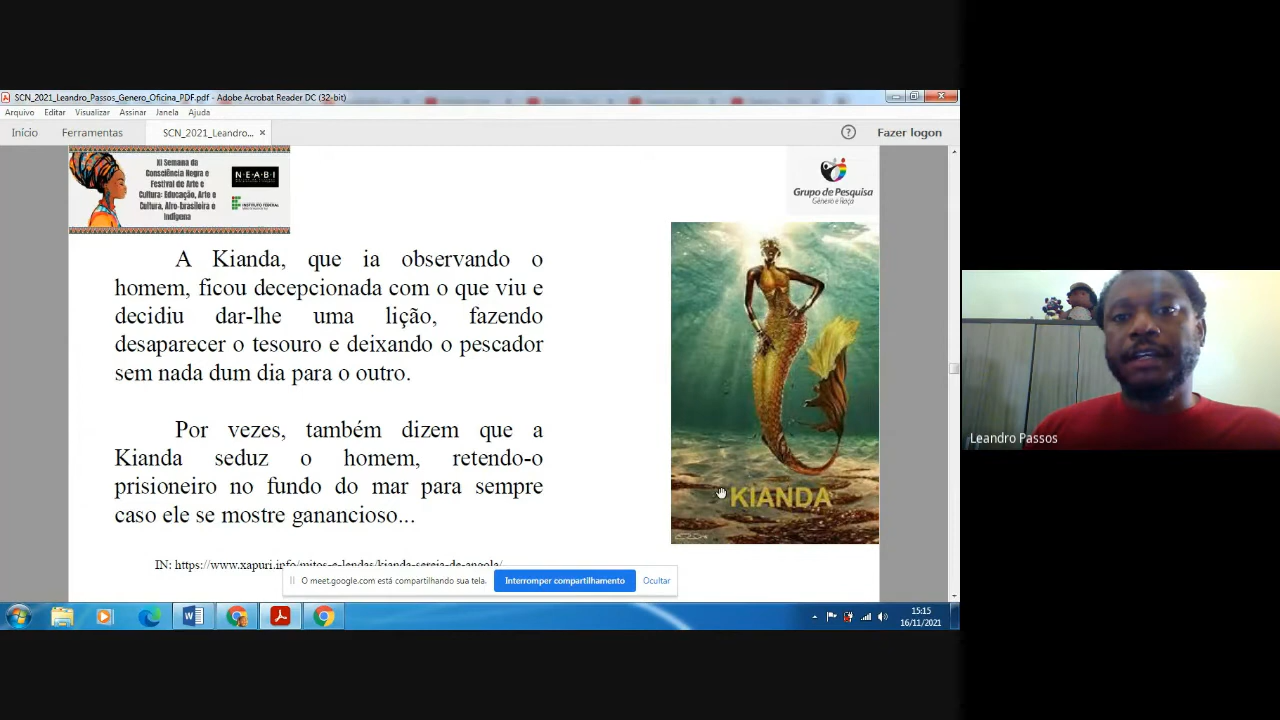 SCN_2021_Leandro_Passos_Genero_Oficina_PDF.pdf - Adobe Acrobat Reader DC (32-bit)
Arquivo Editar Visualizar Assinar Janela Ajuda
Início Ferramentas SCN_2021_Leandro... × ? Fazer logon
XI Semana da
Consciência Negra e
Festival de Arte e
Cultura: Educação, Arte e
Cultura, Afro-brasileira e
Indígena
N-E-A-B-I
INSTITUTO FEDERAL
Grupo de Pesquisa
Gênero e Raça
A Kianda, que ia observando o
homem, ficou decepcionada com o que viu e
decidiu dar-lhe uma lição, fazendo
desaparecer o tesouro e deixando o pescador
sem nada dum dia para o outro.
Por vezes, também dizem que a
Kianda seduz o homem, retendo-o
prisioneiro no fundo do mar para sempre
caso ele se mostre ganancioso...
KIANDA
IN: https://www.xapuri.info/mitos-e-lendas/kianda-sereia-de-angola/
O meet.google.com está compartilhando sua tela. Interromper compartilhamento Ocultar
15:15
16/11/2021
Leandro Passos